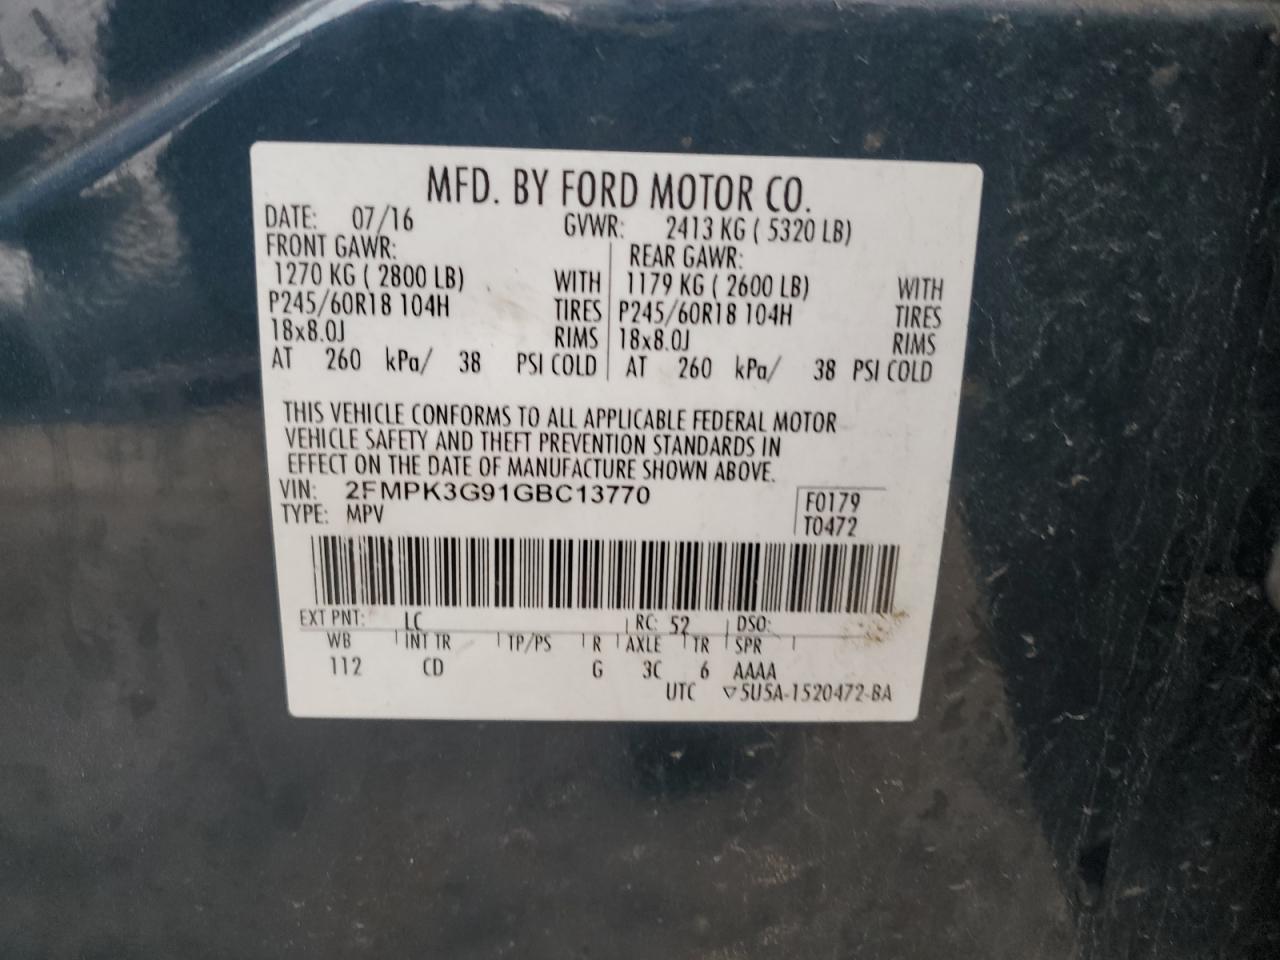 MFD. BY FORD MOTOR CO.
DATE: 07/16 GVWR: 2413 KG ( 5320 LB)
FRONT GAWR: REAR GAWR:
1270 KG ( 2800 LB) WITH 1179 KG ( 2600 LB) WITH
P245/60R18 104H TIRES P245/60R18 104H TIRES
18x8.0J RIMS 18x8.0J RIMS
AT 260 kPa/ 38 PSI COLD AT 260 kPa/ 38 PSI COLD
THIS VEHICLE CONFORMS TO ALL APPLICABLE FEDERAL MOTOR
VEHICLE SAFETY AND THEFT PREVENTION STANDARDS IN
EFFECT ON THE DATE OF MANUFACTURE SHOWN ABOVE.
VIN: 2FMPK3G91GBC13770 F0179
TYPE: MPV T0472
EXT PNT: LC RC: 52 DSO:
WB INT TR TP/PS R AXLE TR SPR
112 CD G 3C 6 AAAA
UTC ▽5U5A-1520472-BA